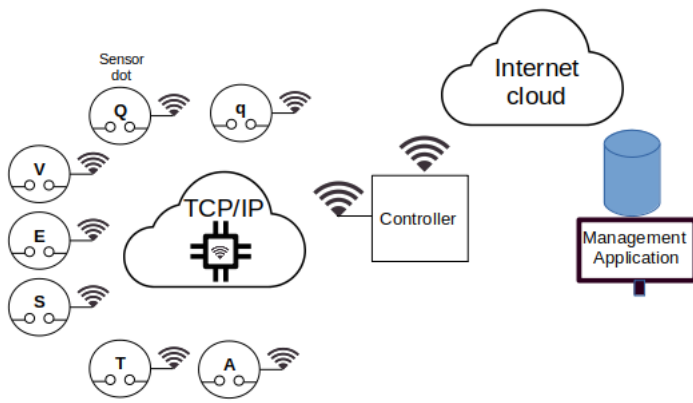 Sensor
dot
Q
q
Internet
cloud
V
TCP/IP
Controller
E
Management
Application
S
T
A